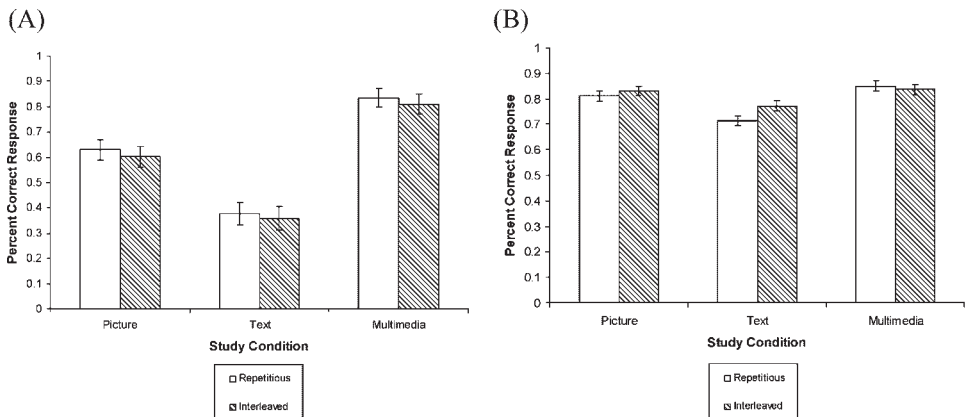 (A)
Percent Correct Response
1
0.9
0.8
0.7
0.6
0.5
0.4
0.3
0.2
0.1
0
Picture
Text
Multimedia
Study Condition
Repetitious
Interleaved
(B)
Percent Correct Response
1
0.9
0.8
0.7
0.6
0.5
0.4
0.3
0.2
0.1
0
Picture
Text
Multimedia
Study Condition
Repetitious
Interleaved